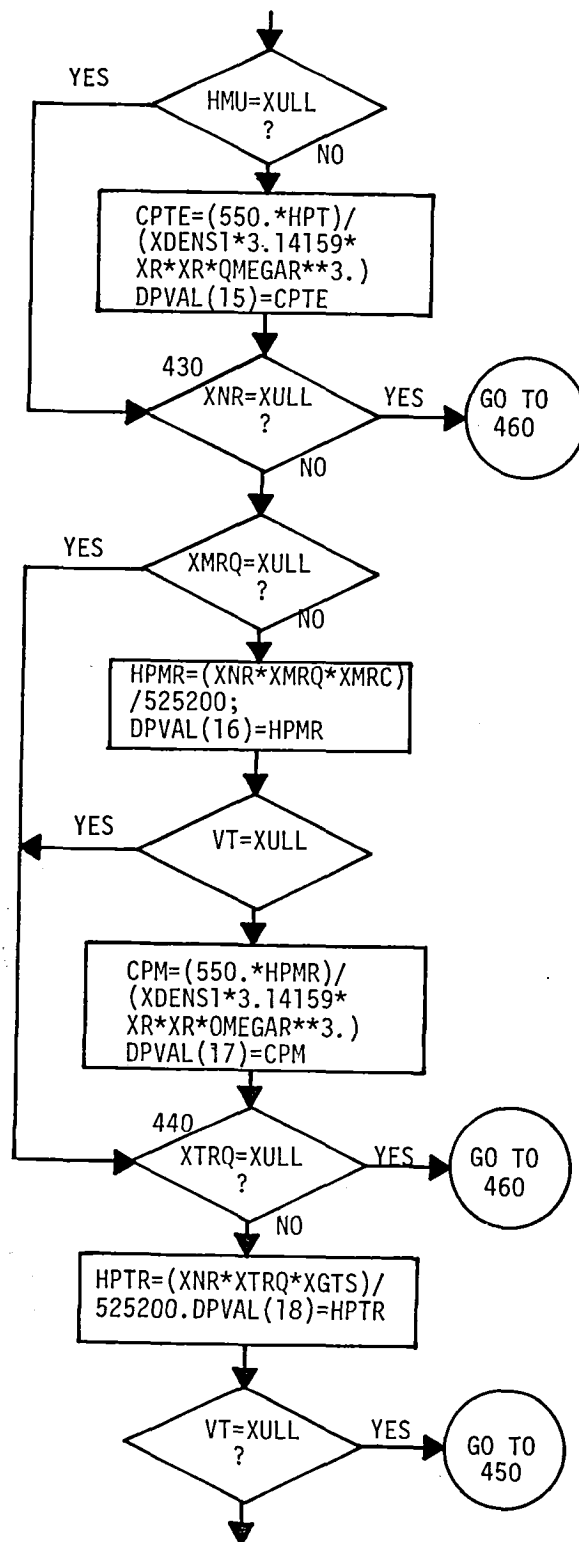 YES
HMU=XULL
?
NO
CPTE=(550.*HPT)/
(XDENS1*3.14159*
XR*XR*QMEGAR**3.)
DPVAL(15)=CPTE
430
XNR=XULL
?
YES
GO TO
460
NO
YES
XMRQ=XULL
?
NO
HPMR=(XNR*XMRQ*XMRC)
/525200;
DPVAL(16)=HPMR
YES
VT=XULL
CPM=(550.*HPMR)/
(XDENS1*3.14159*
XR*XR*OMEGAR**3.)
DPVAL(17)=CPM
440
XTRQ=XULL
?
YES
GO TO
460
NO
HPTR=(XNR*XTRQ*XGTS)/
525200.DPVAL(18)=HPTR
VT=XULL
?
YES
GO TO
450